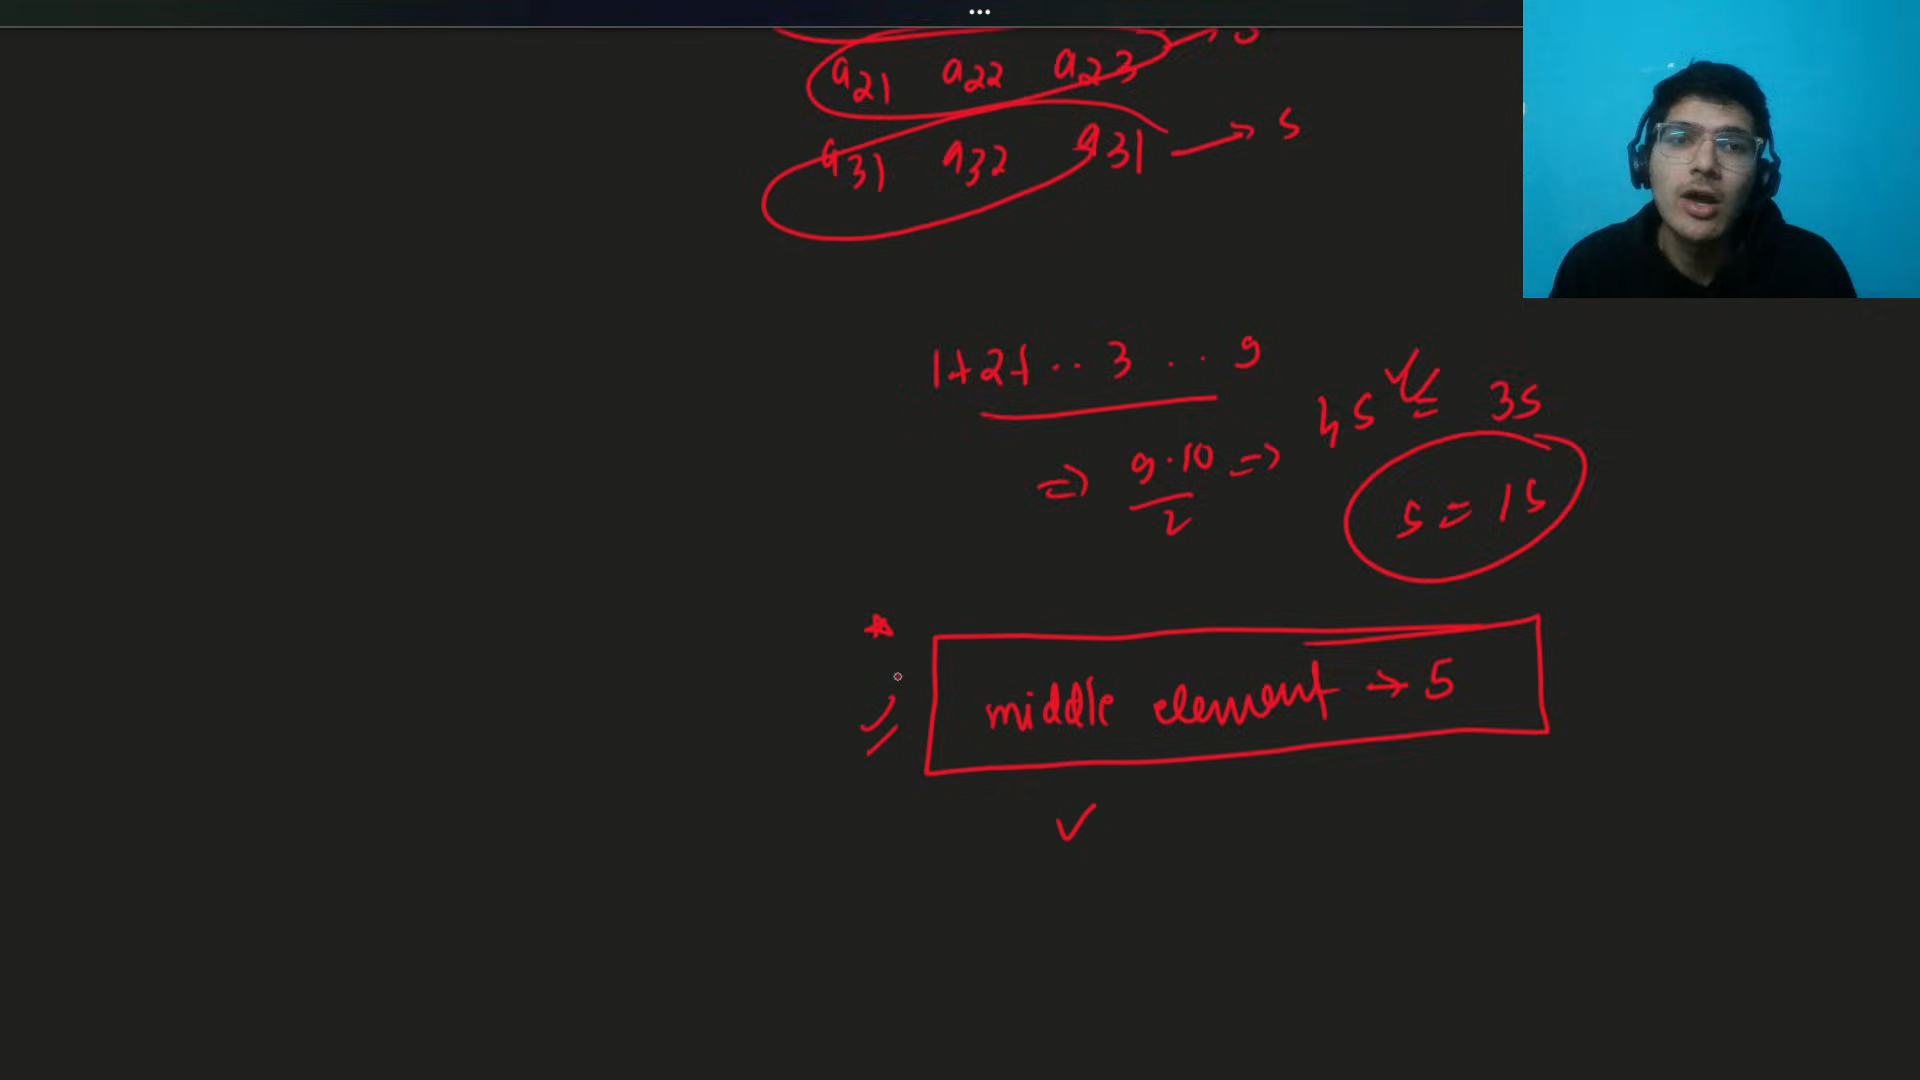 ...
a21 a22 a23 → s
a31 a32 a31 → s
1+2+ .. 3 . . . 9
⇒ 9·10/2 ⇒ 45 = 3s
s = 15
middle element → 5